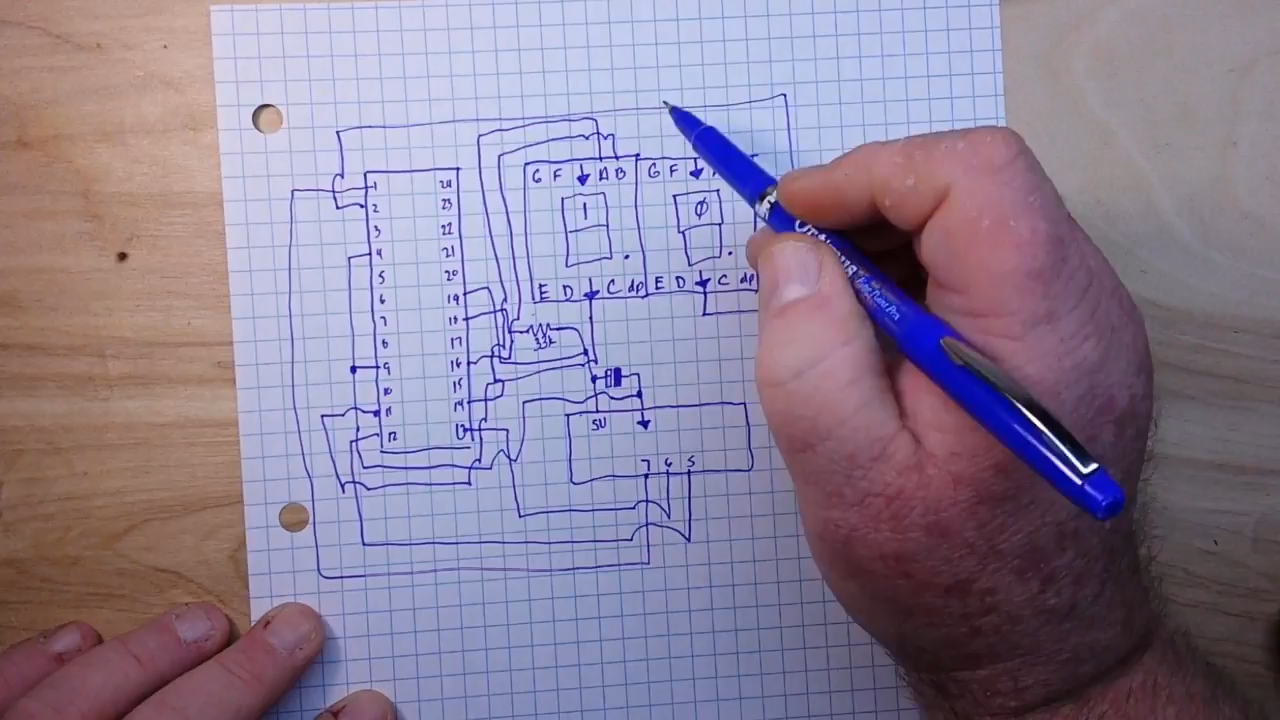 G F A B G F
1 24
2 23
1 Ø
3 22
4 21
5 20
E D C dp E D C dp
6 19
7 18
8 17
33k
9 16
10 15
11 14
12 13
5V
7 6 5